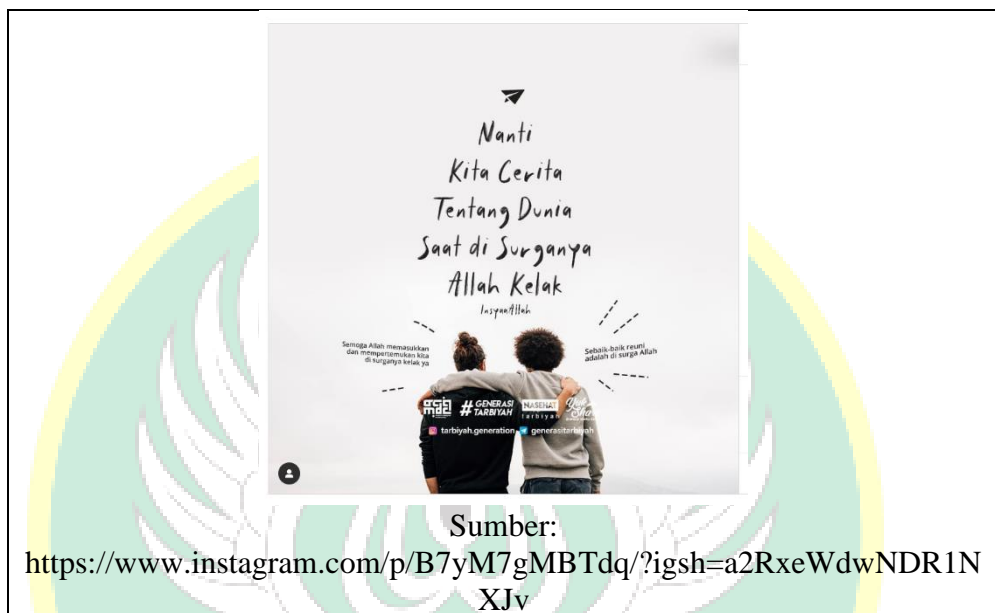 Nanti
Kita Cerita
Tentang Dunia
Saat di Surganya
Allah Kelak
InsyaaAllah
Semoga Allah memasukkan
dan mempertemukan kita
di surganya kelak ya
Sebaik-baik reuni
adalah di surga Allah
# GENERASI
TARBIYAH
NASEHAT
tarbiyah
tarbiyah.generation
generasitarbiyah
Sumber:
https://www.instagram.com/p/B7yM7gMBTdq/?igsh=a2RxeWdwNDR1N
XJv